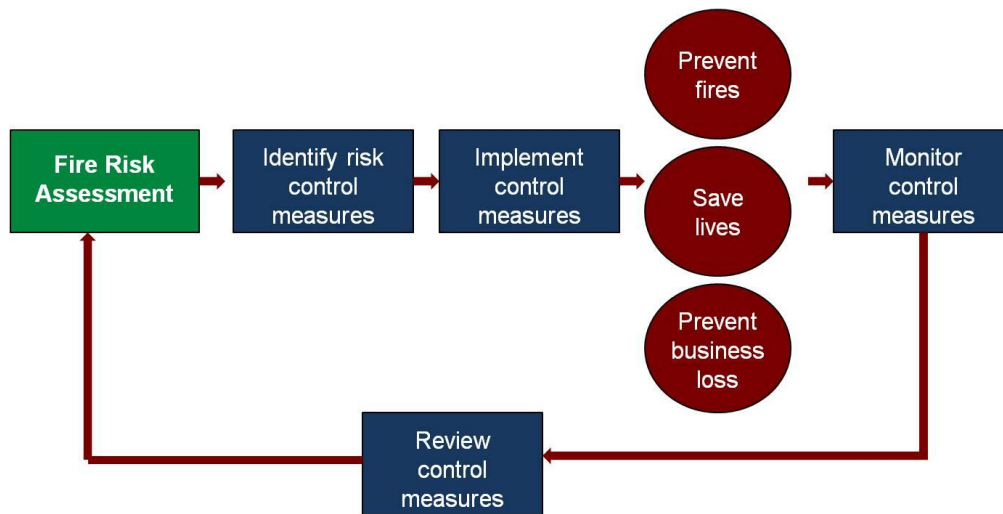 Fire Risk
Assessment
Identify risk
control
measures
Implement
control
measures
Prevent
fires
Save
lives
Prevent
business
loss
Monitor
control
measures
Review
control
measures